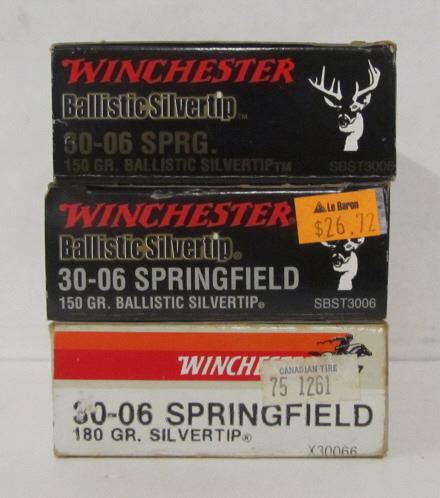 WINCHESTER
Ballistic Silvertip™
30-06 SPRG.
150 GR. BALLISTIC SILVERTIP™
SBST3006
WINCHESTER®
Le Baron
$26.72
Ballistic Silvertip®
30-06 SPRINGFIELD
150 GR. BALLISTIC SILVERTIP®
SBST3006
WINCHESTER
CANADIAN TIRE
75 1261
30-06 SPRINGFIELD
180 GR. SILVERTIP®
X30066